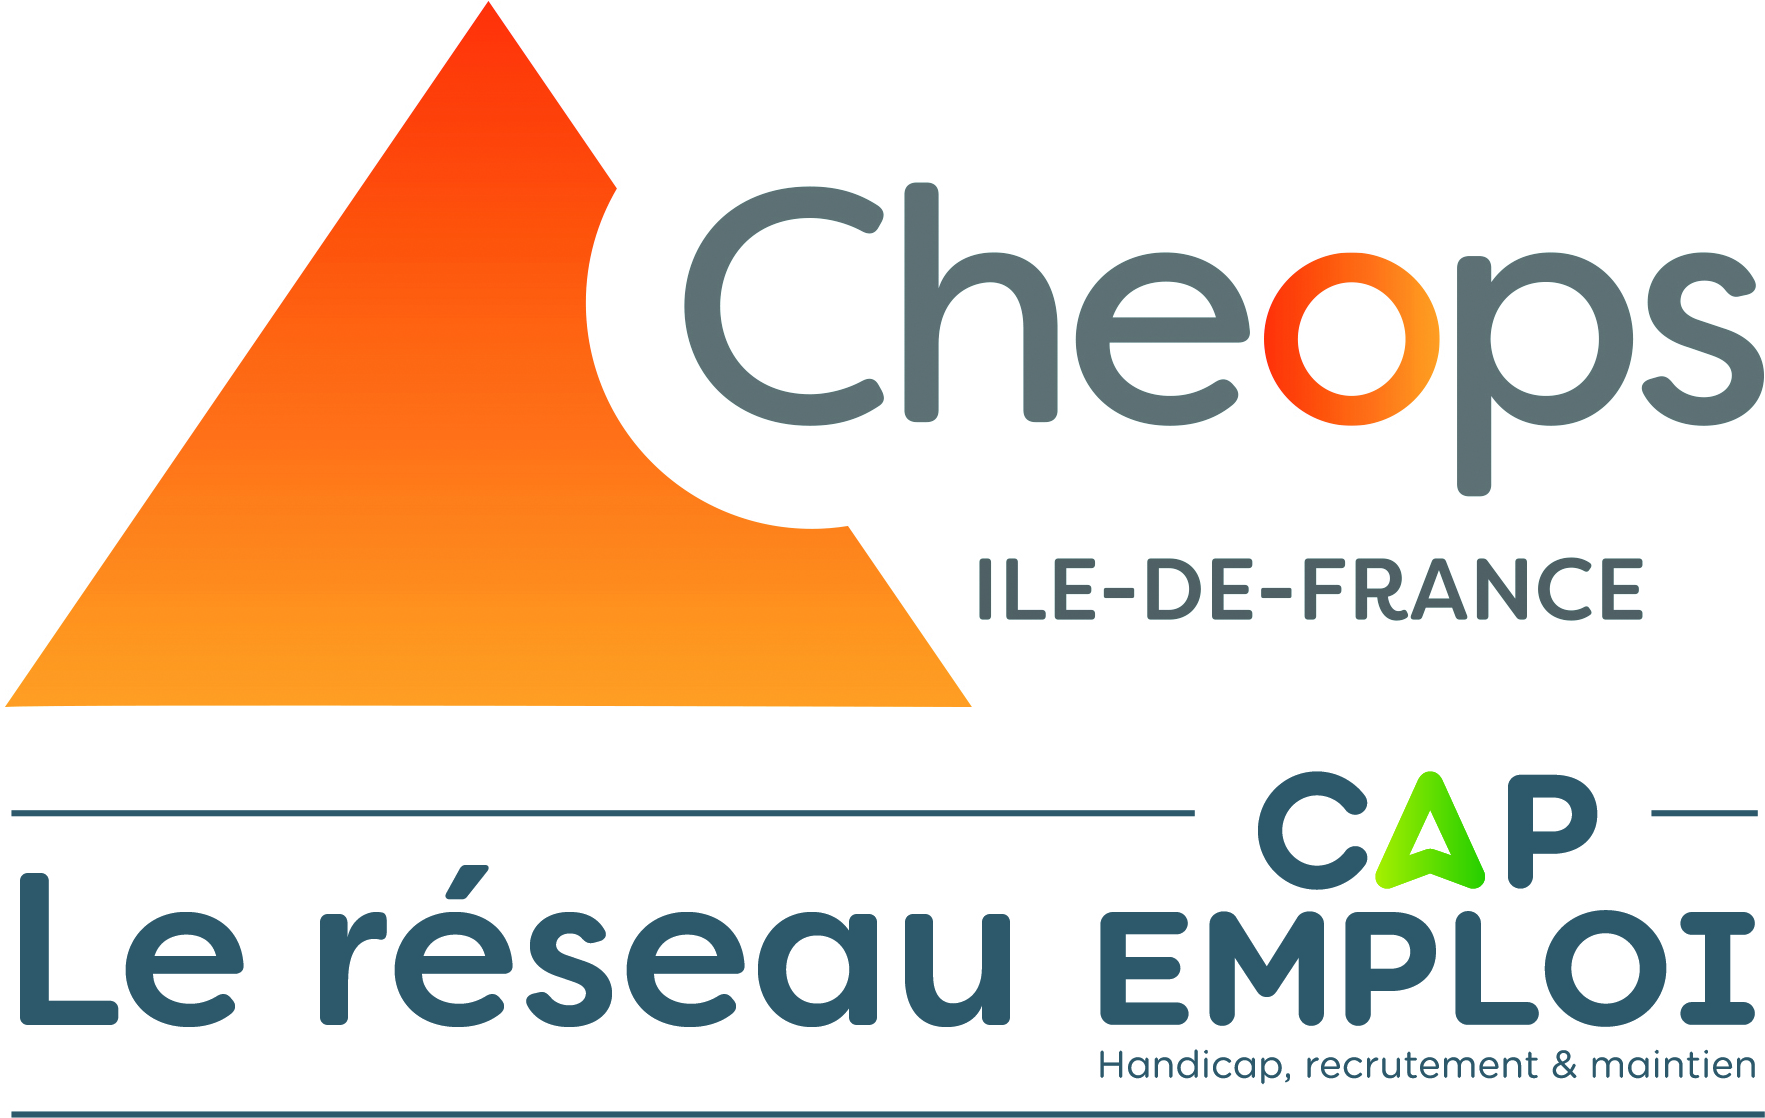 Cheops
ILE-DE-FRANCE
Le réseau CAP EMPLOI
Handicap, recrutement & maintien